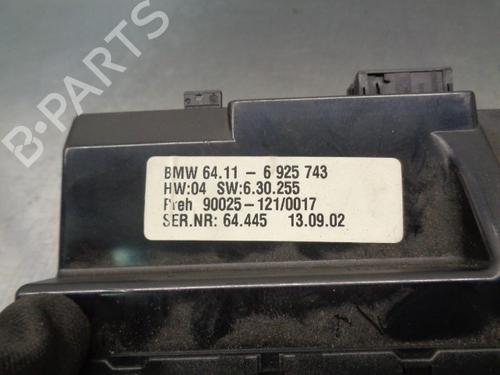 B-PARTS
BMW 64.11 - 6 925 743
HW:04 SW:6.30.255
Preh 90025-121/0017
SER.NR: 64.445 13.09.02